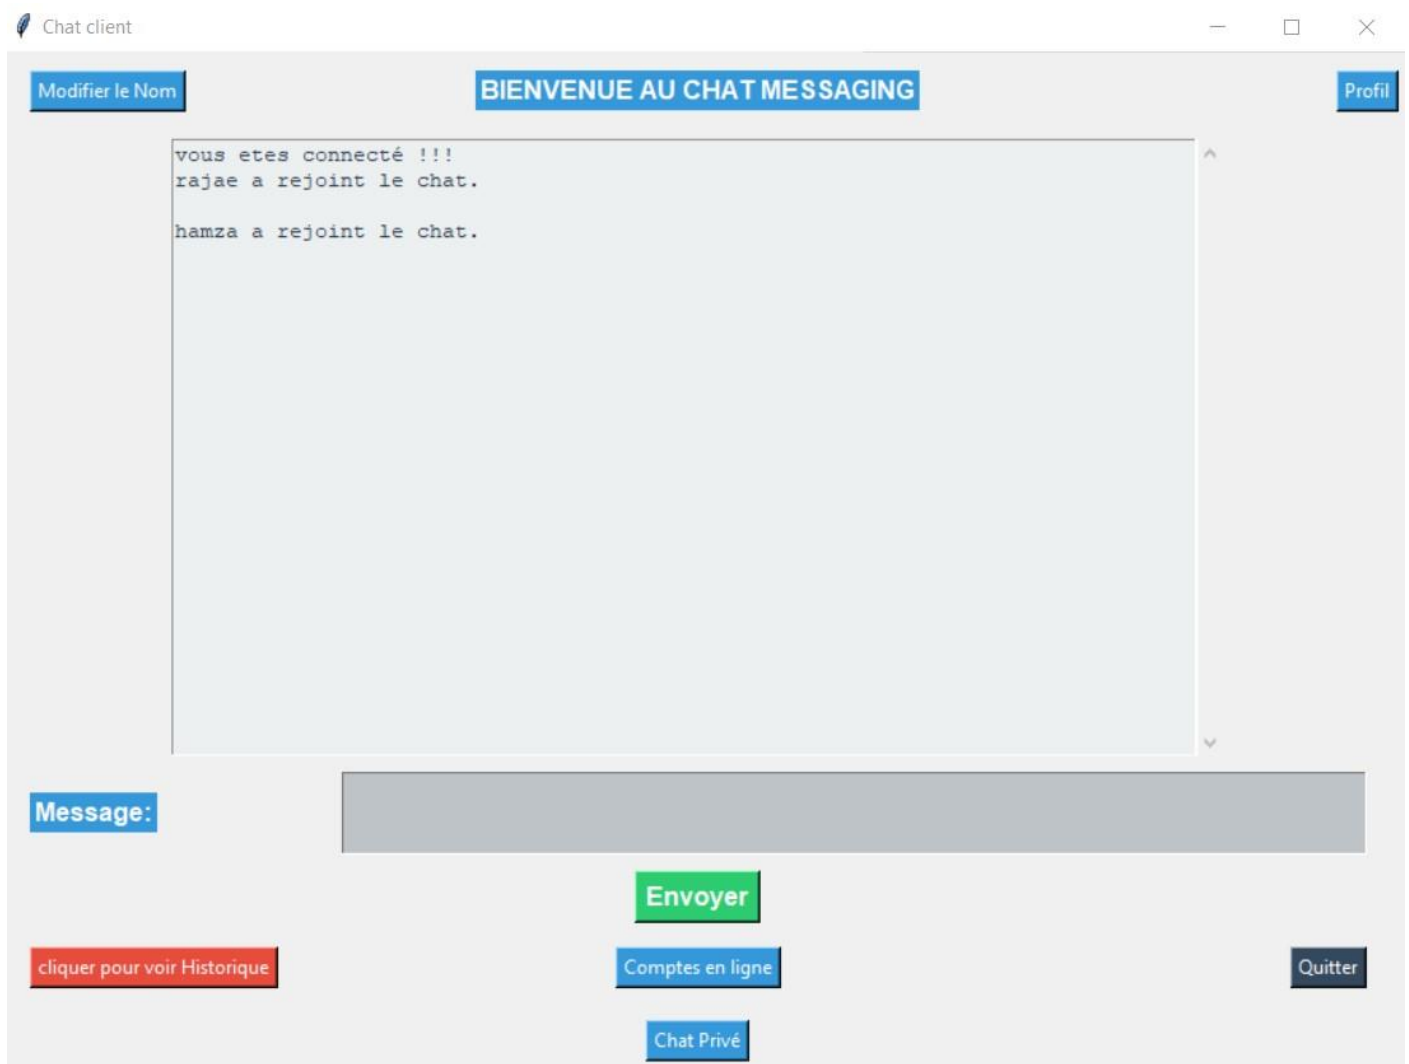 Chat client
Modifier le Nom
BIENVENUE AU CHAT MESSAGING
Profil
vous etes connecté !!!
rajae a rejoint le chat.
hamza a rejoint le chat.
Message:
Envoyer
cliquer pour voir Historique
Comptes en ligne
Quitter
Chat Privé